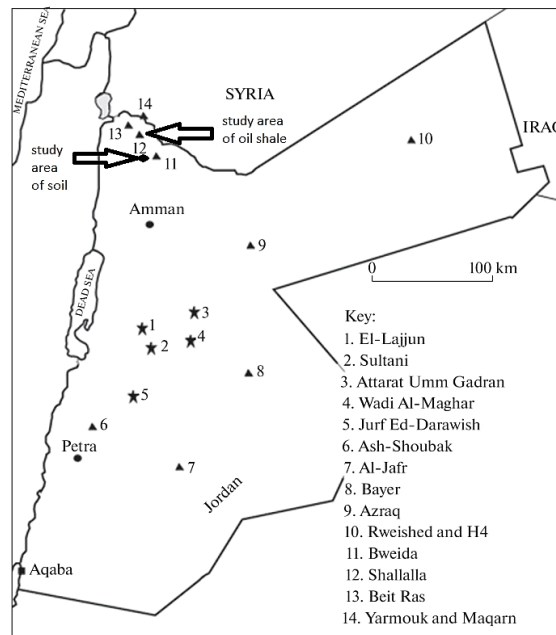 MEDITERRANEAN SEA
SYRIA
IRAQ
14
study area
of oil shale
13
12
study
area
of soil
11
10
Amman
9
0 100 km
DEAD SEA
3
1
4
2
8
5
6
Petra
7
Jordan
Aqaba
Key:
1. El-Lajjun
2. Sultani
3. Attarat Umm Gadran
4. Wadi Al-Maghar
5. Jurf Ed-Darawish
6. Ash-Shoubak
7. Al-Jafr
8. Bayer
9. Azraq
10. Rweished and H4
11. Bweida
12. Shallalla
13. Beit Ras
14. Yarmouk and Maqarn